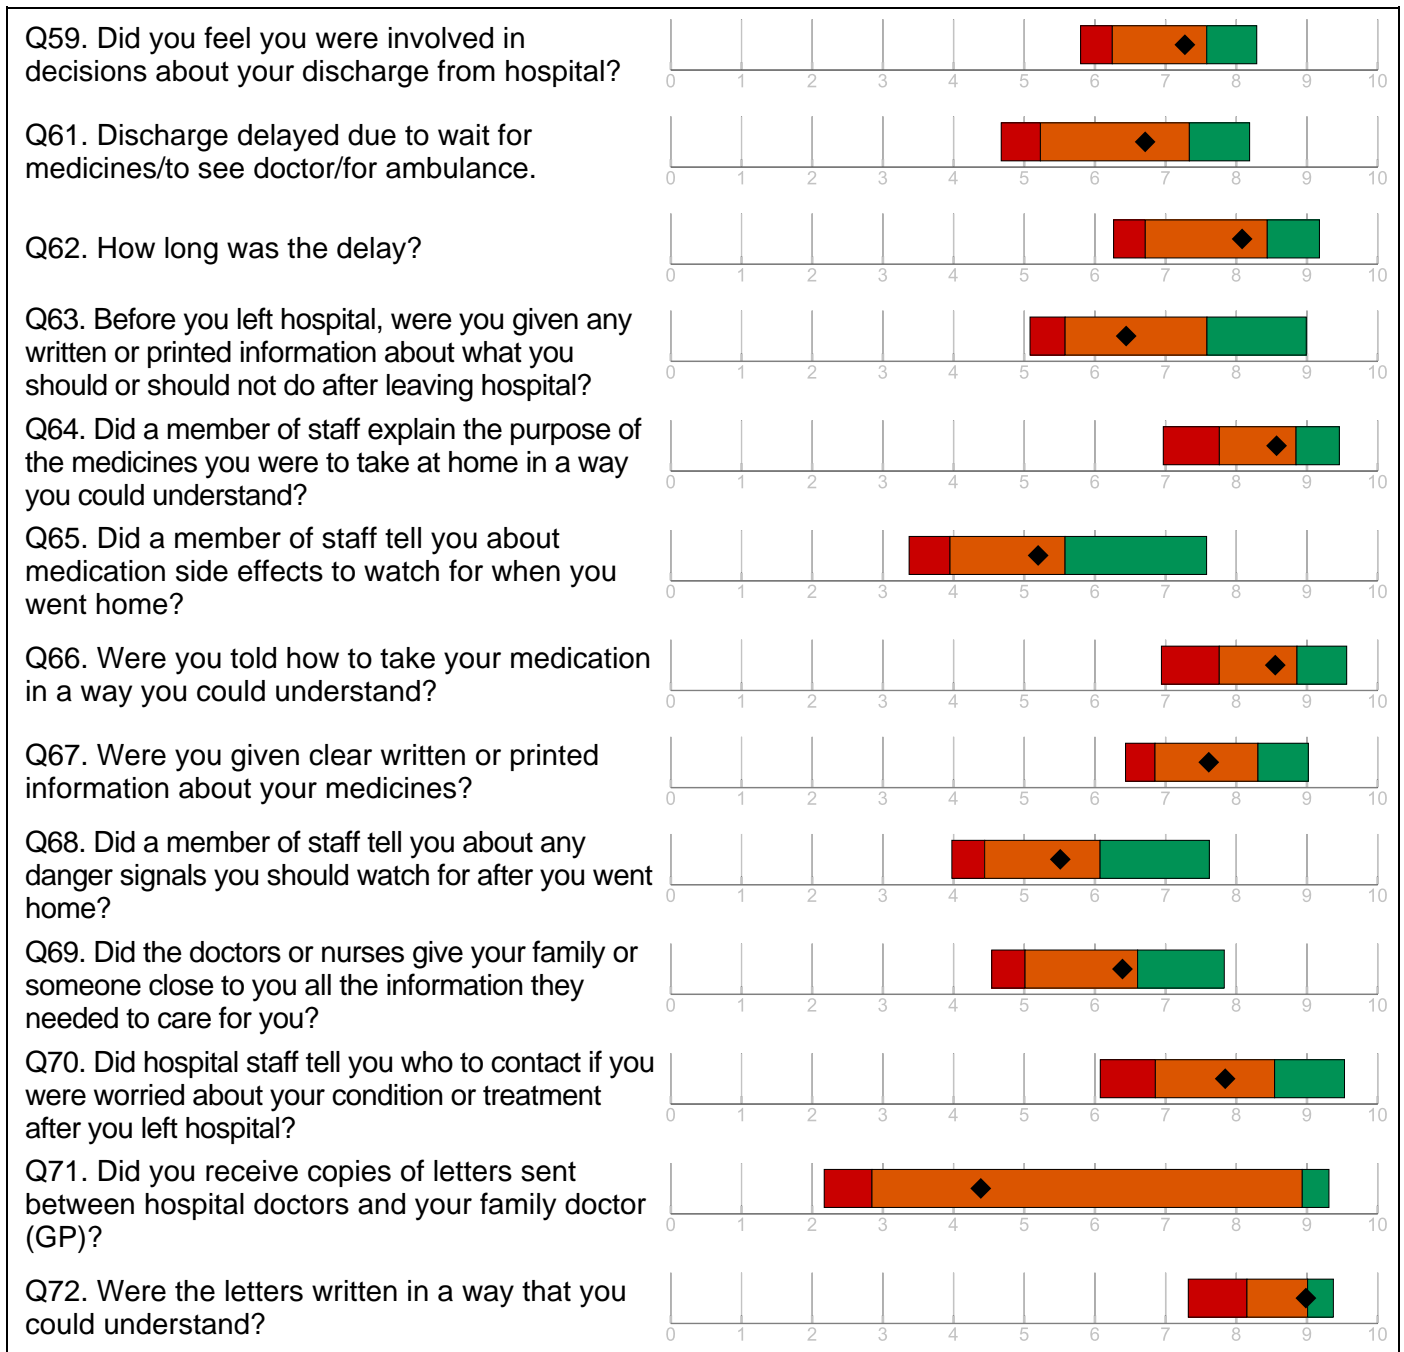 Q59. Did you feel you were involved in
decisions about your discharge from hospital?
0 1 2 3 4 5 6 7 8 9 10
Q61. Discharge delayed due to wait for
medicines/to see doctor/for ambulance.
0 1 2 3 4 5 6 7 8 9 10
Q62. How long was the delay?
0 1 2 3 4 5 6 7 8 9 10
Q63. Before you left hospital, were you given any
written or printed information about what you
should or should not do after leaving hospital?
0 1 2 3 4 5 6 7 8 9 10
Q64. Did a member of staff explain the purpose of
the medicines you were to take at home in a way
you could understand?
0 1 2 3 4 5 6 7 8 9 10
Q65. Did a member of staff tell you about
medication side effects to watch for when you
went home?
0 1 2 3 4 5 6 7 8 9 10
Q66. Were you told how to take your medication
in a way you could understand?
0 1 2 3 4 5 6 7 8 9 10
Q67. Were you given clear written or printed
information about your medicines?
0 1 2 3 4 5 6 7 8 9 10
Q68. Did a member of staff tell you about any
danger signals you should watch for after you went
home?
0 1 2 3 4 5 6 7 8 9 10
Q69. Did the doctors or nurses give your family or
someone close to you all the information they
needed to care for you?
0 1 2 3 4 5 6 7 8 9 10
Q70. Did hospital staff tell you who to contact if you
were worried about your condition or treatment
after you left hospital?
0 1 2 3 4 5 6 7 8 9 10
Q71. Did you receive copies of letters sent
between hospital doctors and your family doctor
(GP)?
0 1 2 3 4 5 6 7 8 9 10
Q72. Were the letters written in a way that you
could understand?
0 1 2 3 4 5 6 7 8 9 10